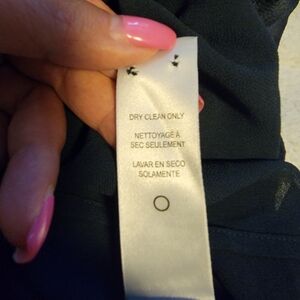 DRY CLEAN ONLY
NETTOYAGE À
SEC SEULEMENT
LAVAR EN SECO
SOLAMENTE